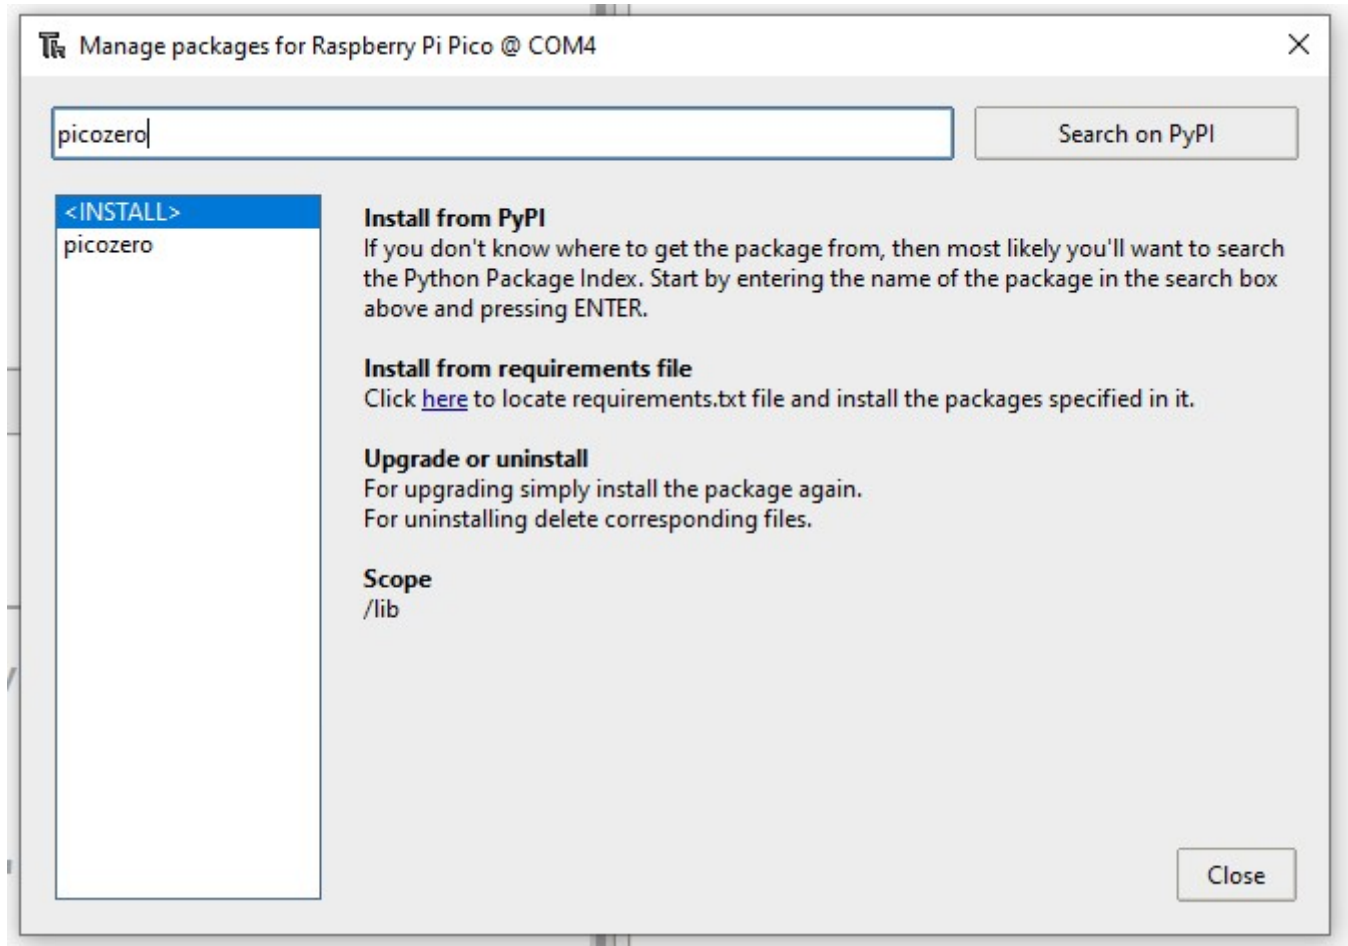 Manage packages for Raspberry Pi Pico @ COM4
picozero
Search on PyPI
<INSTALL>
picozero
Install from PyPI
If you don't know where to get the package from, then most likely you'll want to search
the Python Package Index. Start by entering the name of the package in the search box
above and pressing ENTER.
Install from requirements file
Click here to locate requirements.txt file and install the packages specified in it.
Upgrade or uninstall
For upgrading simply install the package again.
For uninstalling delete corresponding files.
Scope
/lib
Close